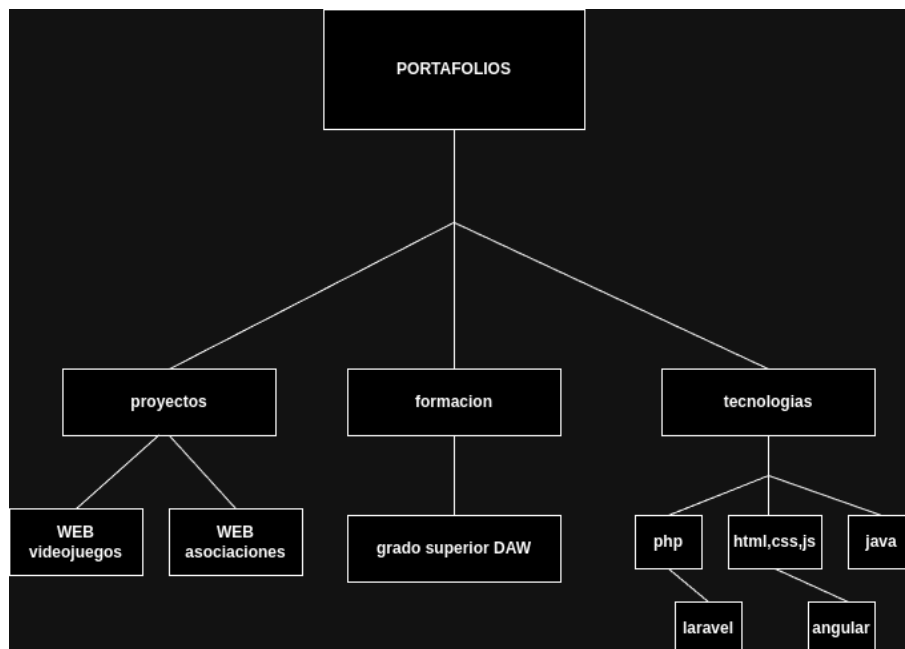 PORTAFOLIOS
proyectos
formacion
tecnologias
WEB
videojuegos
WEB
asociaciones
grado superior DAW
php
html,css,js
java
laravel
angular